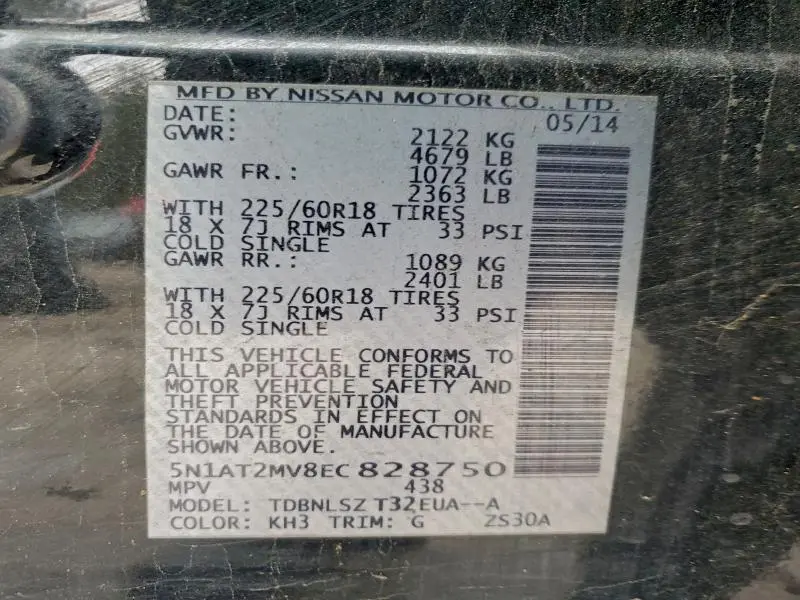 MFD BY NISSAN MOTOR CO., LTD.
DATE: 05/14
GVWR: 2122 KG
4679 LB
GAWR FR.: 1072 KG
2363 LB
WITH 225/60R18 TIRES
18 X 7J RIMS AT 33 PSI
COLD SINGLE
GAWR RR.: 1089 KG
2401 LB
WITH 225/60R18 TIRES
18 X 7J RIMS AT 33 PSI
COLD SINGLE
THIS VEHICLE CONFORMS TO
ALL APPLICABLE FEDERAL
MOTOR VEHICLE SAFETY AND
THEFT PREVENTION
STANDARDS IN EFFECT ON
THE DATE OF MANUFACTURE
SHOWN ABOVE.
5N1AT2MV8EC828750
MPV 438
MODEL: TDBNLSZ T32EUA--A
COLOR: KH3 TRIM: G ZS30A